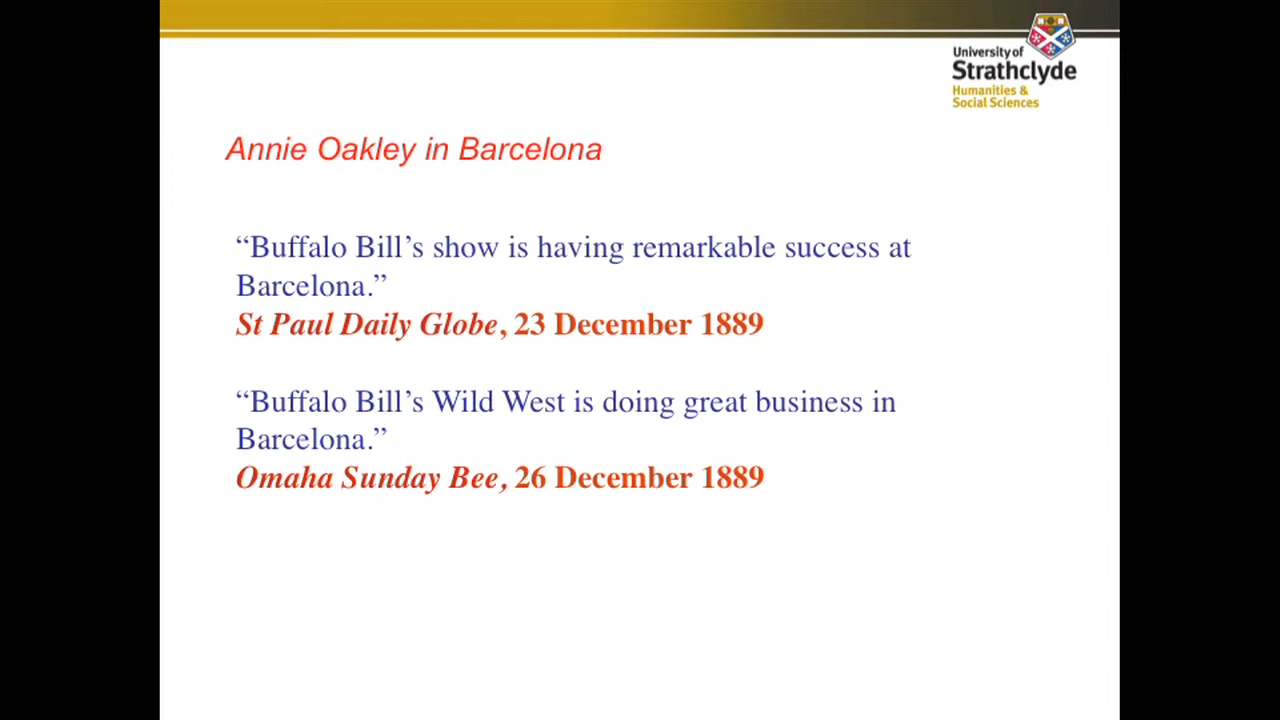 University of
Strathclyde
Humanities &
Social Sciences
Annie Oakley in Barcelona
“Buffalo Bill’s show is having remarkable success at
Barcelona.”
St Paul Daily Globe, 23 December 1889
“Buffalo Bill’s Wild West is doing great business in
Barcelona.”
Omaha Sunday Bee, 26 December 1889